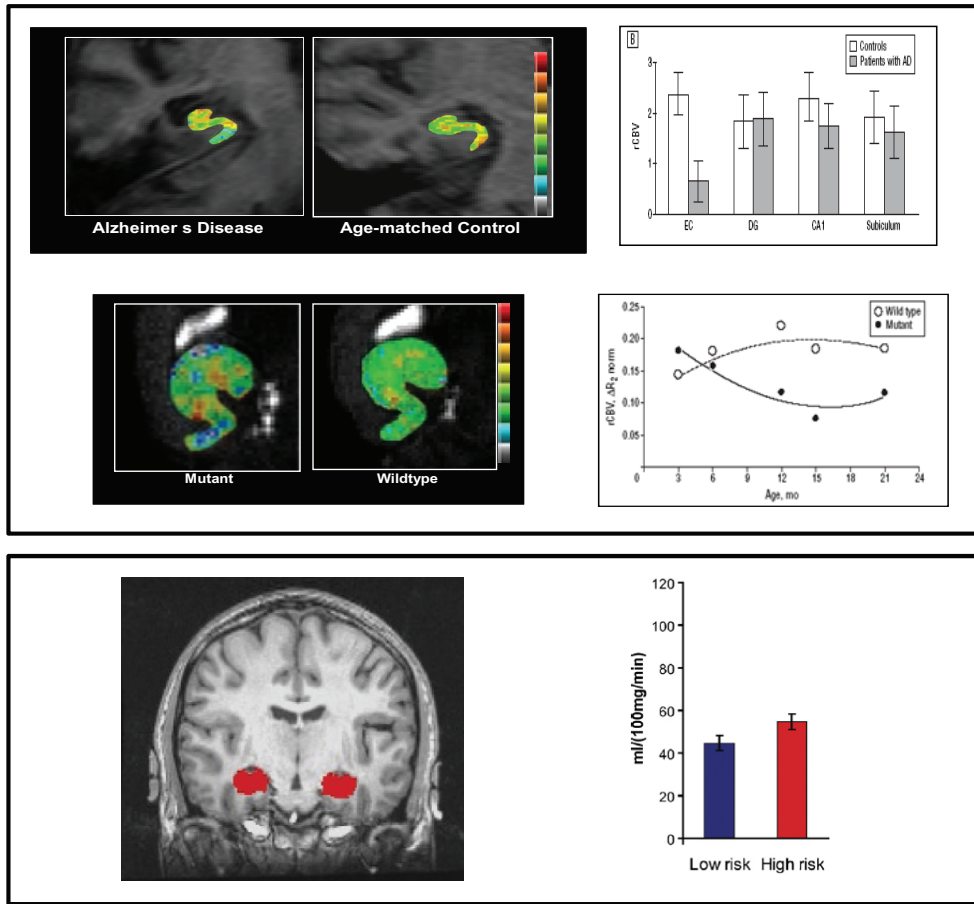 Alzheimer s Disease
Age-matched Control
B
Controls
Patients with AD
rCBV
3
2
1
0
EC
DG
CA1
Subiculum
Mutant
Wildtype
Wild type
Mutant
rCBV, ΔR2 norm
0.25
0.20
0.15
0.10
0.05
0
3
6
9
12
15
18
21
24
Age, mo
ml/(100mg/min)
120
100
80
60
40
20
0
Low risk
High risk